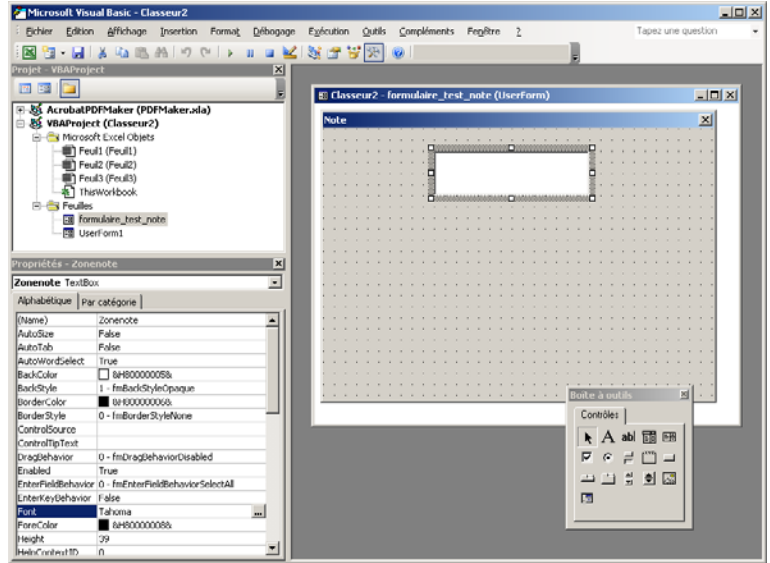 Microsoft Visual Basic - Classeur2
Fichier Edition Affichage Insertion Format Débogage Exécution Outils Compléments Fenêtre ? Tapez une question
Projet - VBAProject
AcrobatPDFMaker (PDFMaker.xla)
VBAProject (Classeur2)
Microsoft Excel Objets
Feuil1 (Feuil1)
Feuil2 (Feuil2)
Feuil3 (Feuil3)
ThisWorkbook
Feuilles
formulaire_test_note
UserForm1
Propriétés - Zonenote
Zonenote TextBox
Alphabétique Par catégorie
(Name) Zonenote
AutoSize False
AutoTab False
AutoWordSelect True
BackColor &H80000005&
BackStyle 1 - fmBackStyleOpaque
BorderColor &H80000006&
BorderStyle 0 - fmBorderStyleNone
ControlSource
ControlTipText
DragBehavior 0 - fmDragBehaviorDisabled
Enabled True
EnterFieldBehavior 0 - fmEnterFieldBehaviorSelectAll
EnterKeyBehavior False
Font Tahoma ...
ForeColor &H80000008&
Height 39
HelpContextID 0
Classeur2 - formulaire_test_note (UserForm)
Note
Boîte à outils
Contrôles
A abl